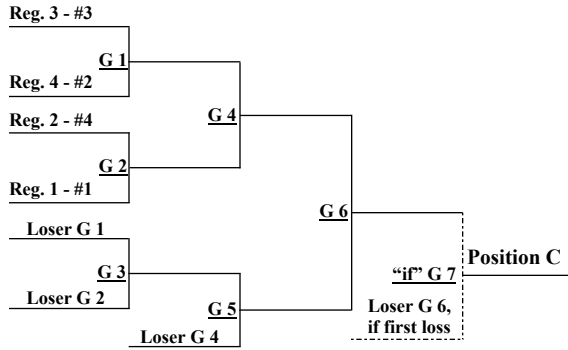 Reg. 3 - #3
G 1
Reg. 4 - #2
G 4
Reg. 2 - #4
G 2
Reg. 1 - #1
G 6
Loser G 1
Position C
G 3
“if” G 7
Loser G 2
G 5
Loser G 6,
if first loss
Loser G 4